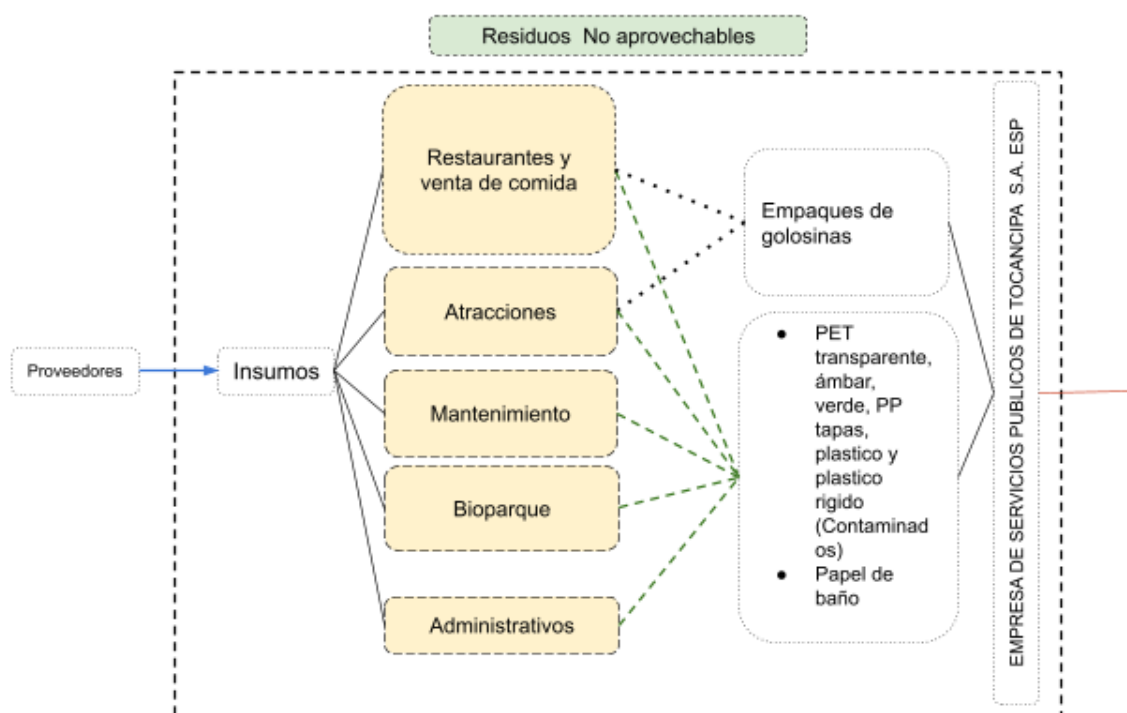 Residuos No aprovechables
Restaurantes y
venta de comida
Empaques de
golosinas
Atracciones
Proveedores
Insumos
Mantenimiento
Bioparque
Administrativos
● PET
transparente,
ámbar,
verde, PP
tapas,
plastico y
plastico
rigido
(Contaminad
os)
● Papel de
baño
EMPRESA DE SERVICIOS PUBLICOS DE TOCANCIPA S.A. ESP